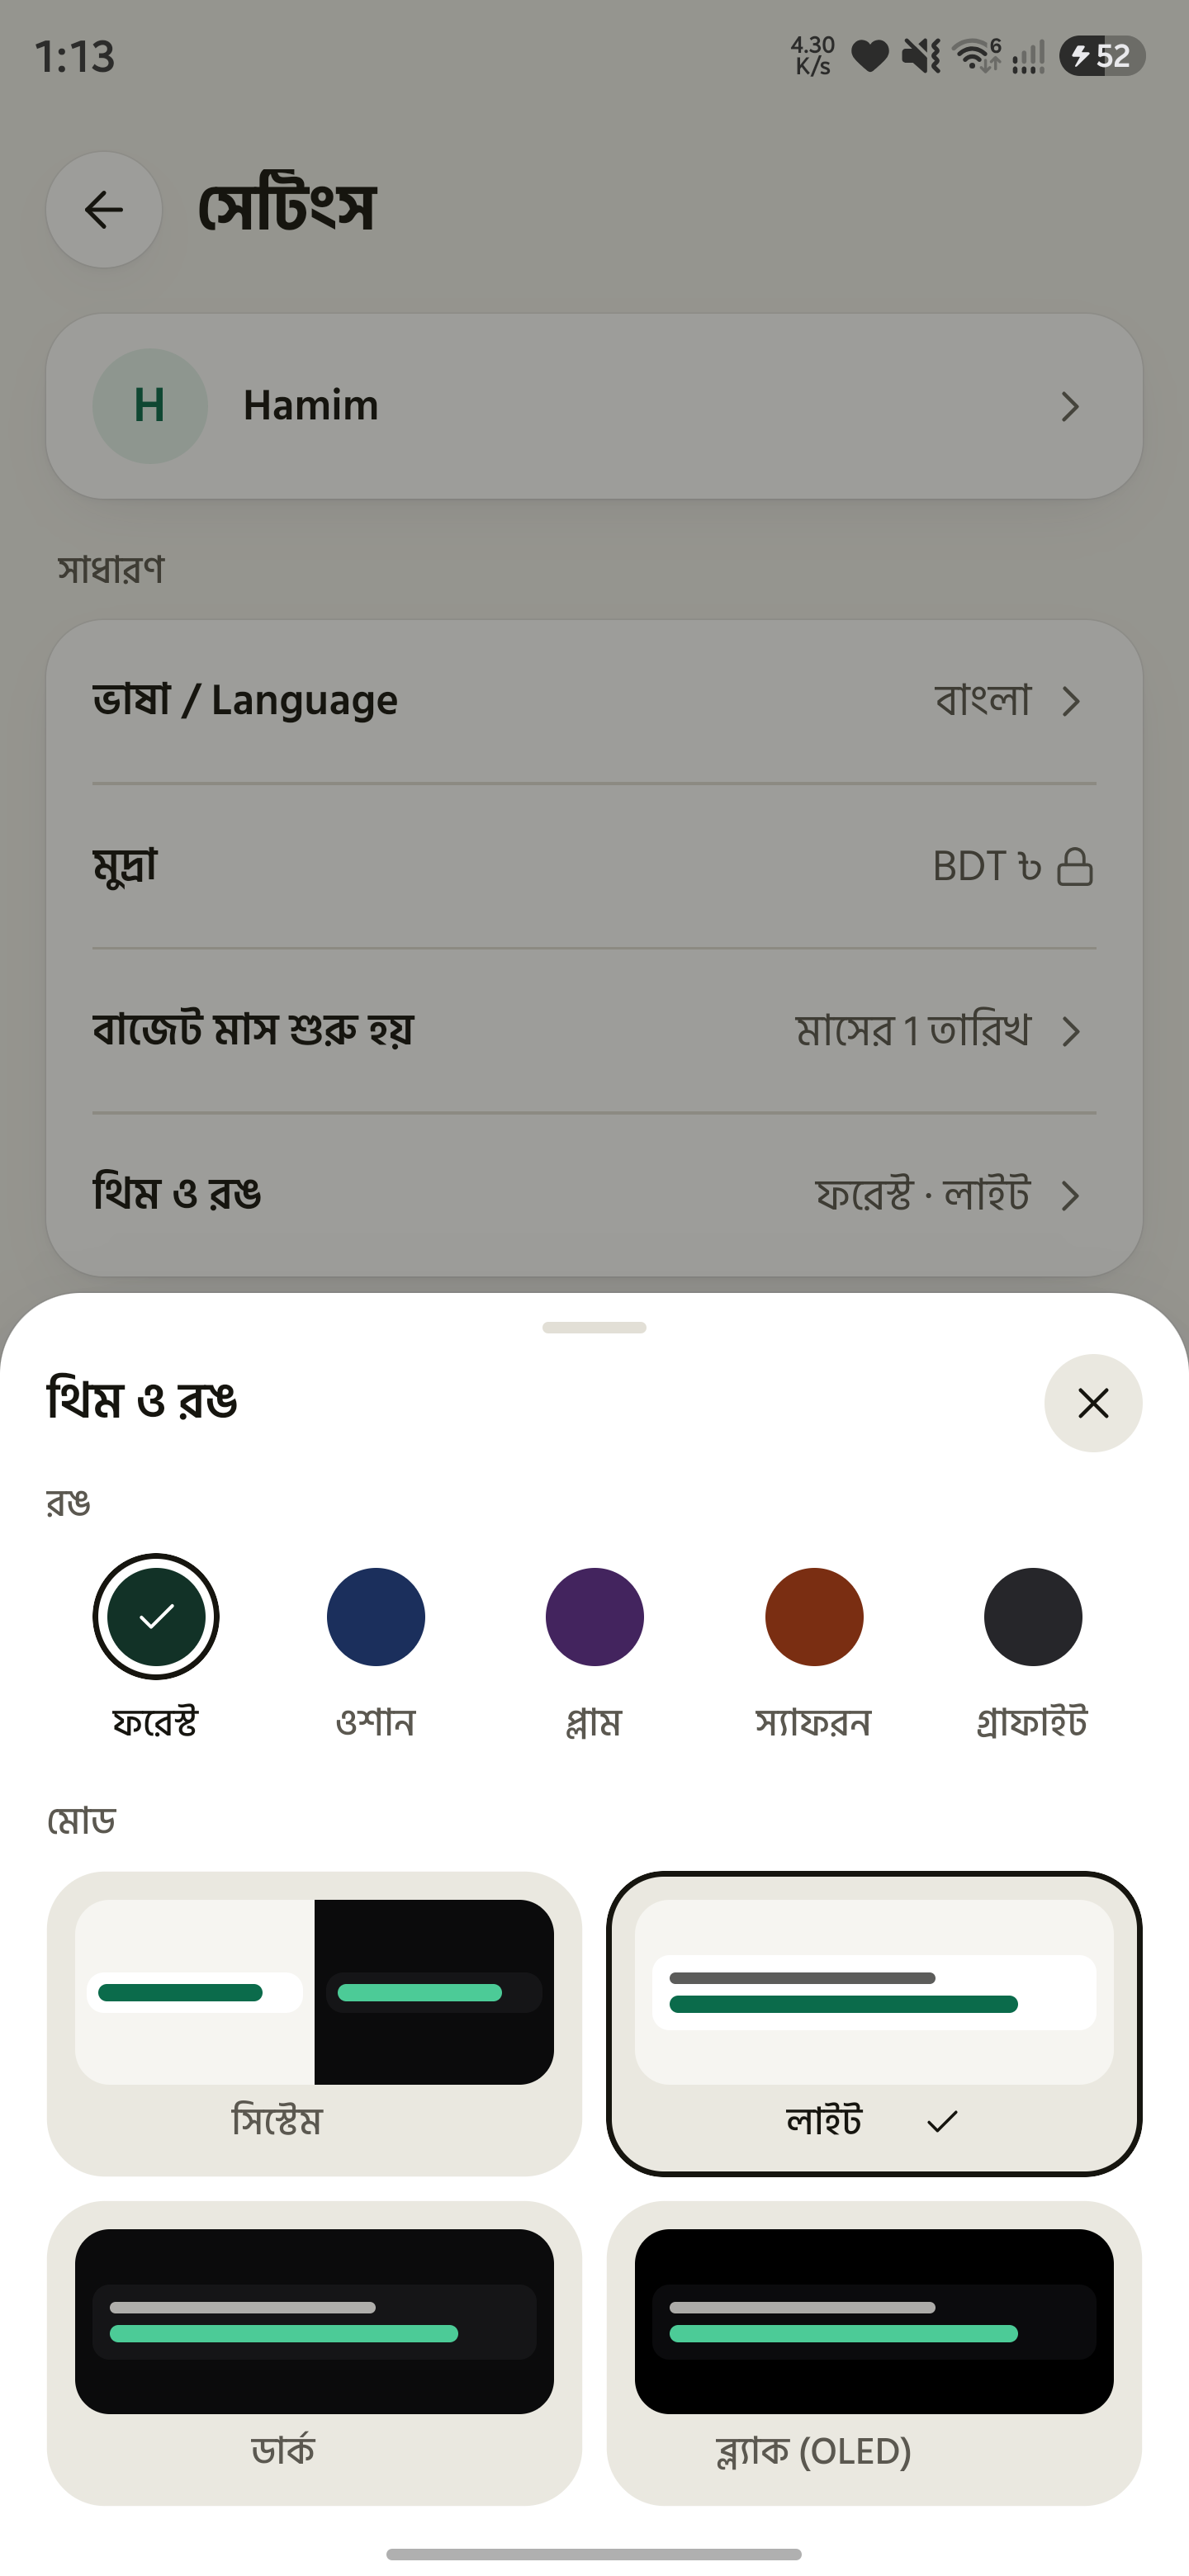 1:13
4.30 K/s
6
52
সেটিংস
H
Hamim
সাধারণ
ভাষা / Language
বাংলা
মুদ্রা
BDT ৳
বাজেট মাস শুরু হয়
মাসের 1 তারিখ
থিম ও রঙ
ফরেস্ট · লাইট
থিম ও রঙ
রঙ
ফরেস্ট
ওশান
প্লাম
স্যাফরন
গ্রাফাইট
মোড
সিস্টেম
লাইট
ডার্ক
ব্ল্যাক (OLED)